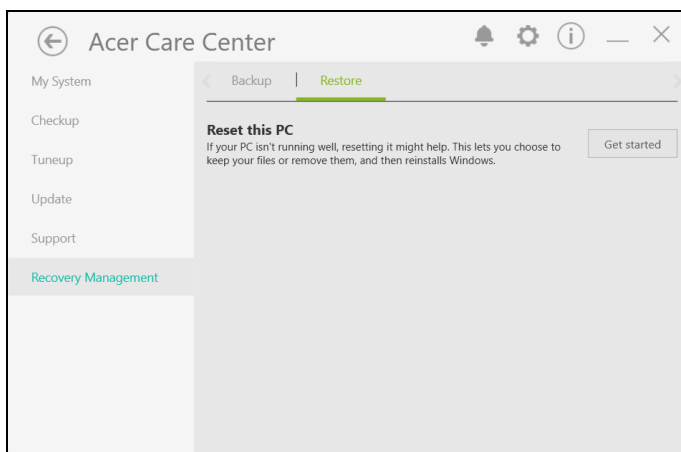 Acer Care Center
My System
Backup | Restore
Checkup
Reset this PC
If your PC isn't running well, resetting it might help. This lets you choose to
keep your files or remove them, and then reinstalls Windows.
Get started
Tuneup
Update
Support
Recovery Management